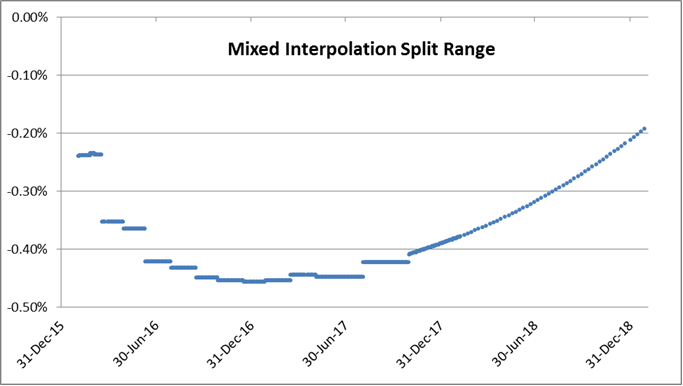 Mixed Interpolation Split Range
0.00%
-0.10%
-0.20%
-0.30%
-0.40%
-0.50%
31-Dec-15
30-Jun-16
31-Dec-16
30-Jun-17
31-Dec-17
30-Jun-18
31-Dec-18